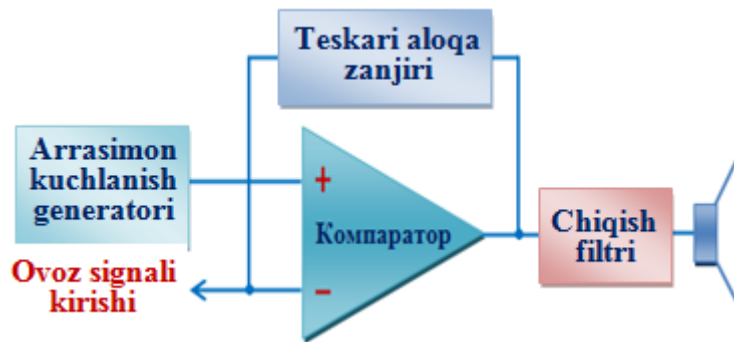 Teskari aloqa
zanjiri
Arrasimon
kuchlanish
generatori
+
Компаратор
−
Chiqish
filtri
Ovoz signali
kirishi